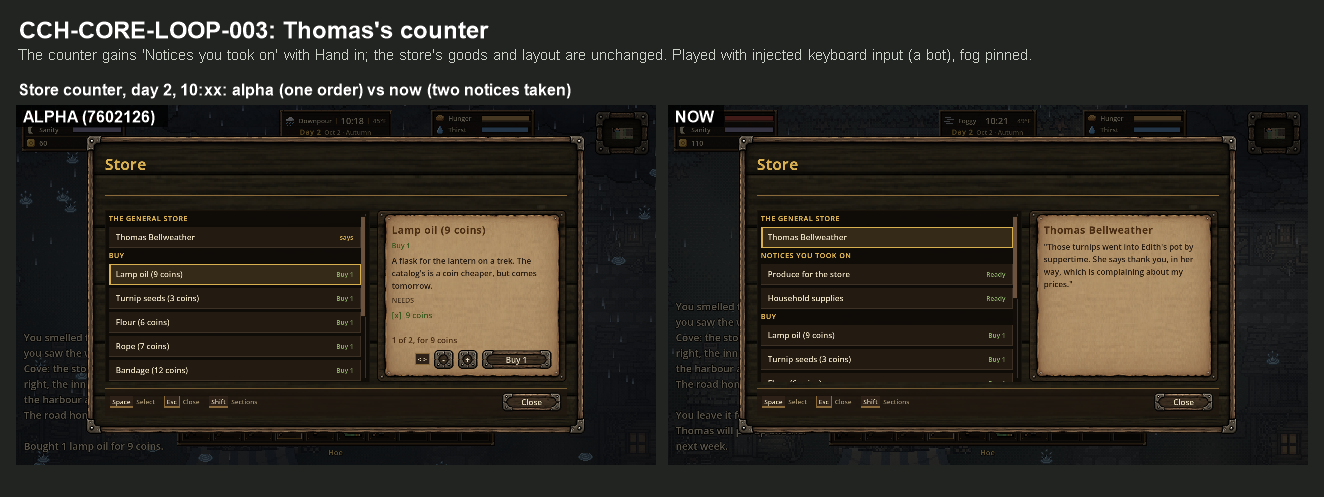 CCH-CORE-LOOP-003: Thomas's counter
The counter gains 'Notices you took on' with Hand in; the store's goods and layout are unchanged. Played with injected keyboard input (a bot), fog pinned.
Store counter, day 2, 10:xx: alpha (one order) vs now (two notices taken)
ALPHA (7602126)
Sanity
60
Downpour 10:18 45°F
Day 2 Oct 2 · Autumn
Hunger
Thirst
Store
THE GENERAL STORE
Thomas Bellweather says
BUY
Lamp oil (9 coins) Buy 1
Turnip seeds (3 coins) Buy 1
Flour (6 coins) Buy 1
Rope (7 coins) Buy 1
Bandage (12 coins) Buy 1
Lamp oil (9 coins)
Buy 1
A flask for the lantern on a trek. The
catalog's is a coin cheaper, but comes
tomorrow.
NEEDS
[x] 9 coins
1 of 2, for 9 coins
<> - + Buy 1
Space Select Esc Close Shift Sections
Close
You smelled
you saw the
Cove: the sto
right, the inn
the harbour
The road hon
Bought 1 lamp oil for 9 coins.
Hoe
NOW
Sanity
110
Foggy 10:21
Day 2 Oct 2 · Autumn
Hunger
Thirst
Store
THE GENERAL STORE
Thomas Bellweather
NOTICES YOU TOOK ON
Produce for the store Ready
Household supplies Ready
BUY
Lamp oil (9 coins) Buy 1
Turnip seeds (3 coins) Buy 1
Flour (6 coins) Buy 1
Thomas Bellweather
"Those turnips went into Edith's pot by
suppertime. She says thank you, in her
way, which is complaining about my
prices."
Space Select Esc Close Shift Sections
Close
You smelled
you saw the
Cove: the sto
right, the inn
the harbour
The road hon
You leave it
Thomas will
next week.
Hoe